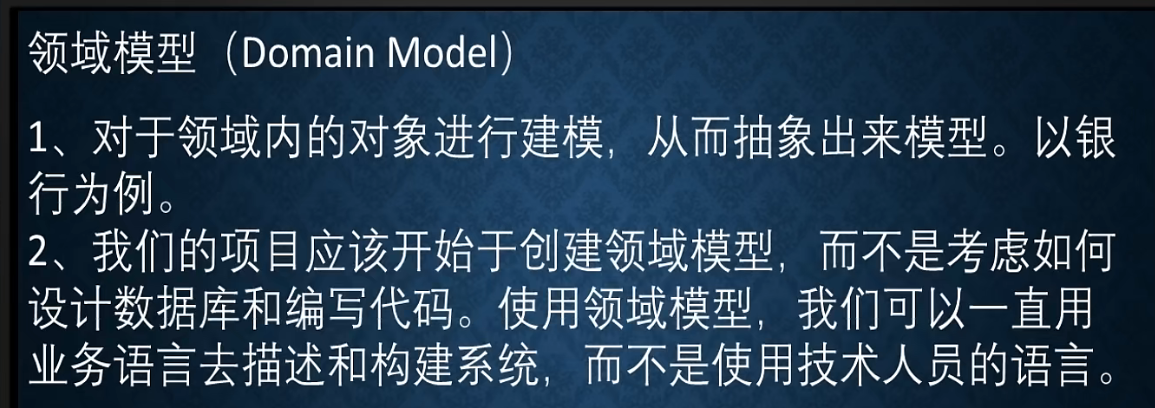 领域模型（Domain Model）
1、对于领域内的对象进行建模，从而抽象出来模型。以银
行为例。
2、我们的项目应该开始于创建领域模型，而不是考虑如何
设计数据库和编写代码。使用领域模型，我们可以一直用
业务语言去描述和构建系统，而不是使用技术人员的语言。